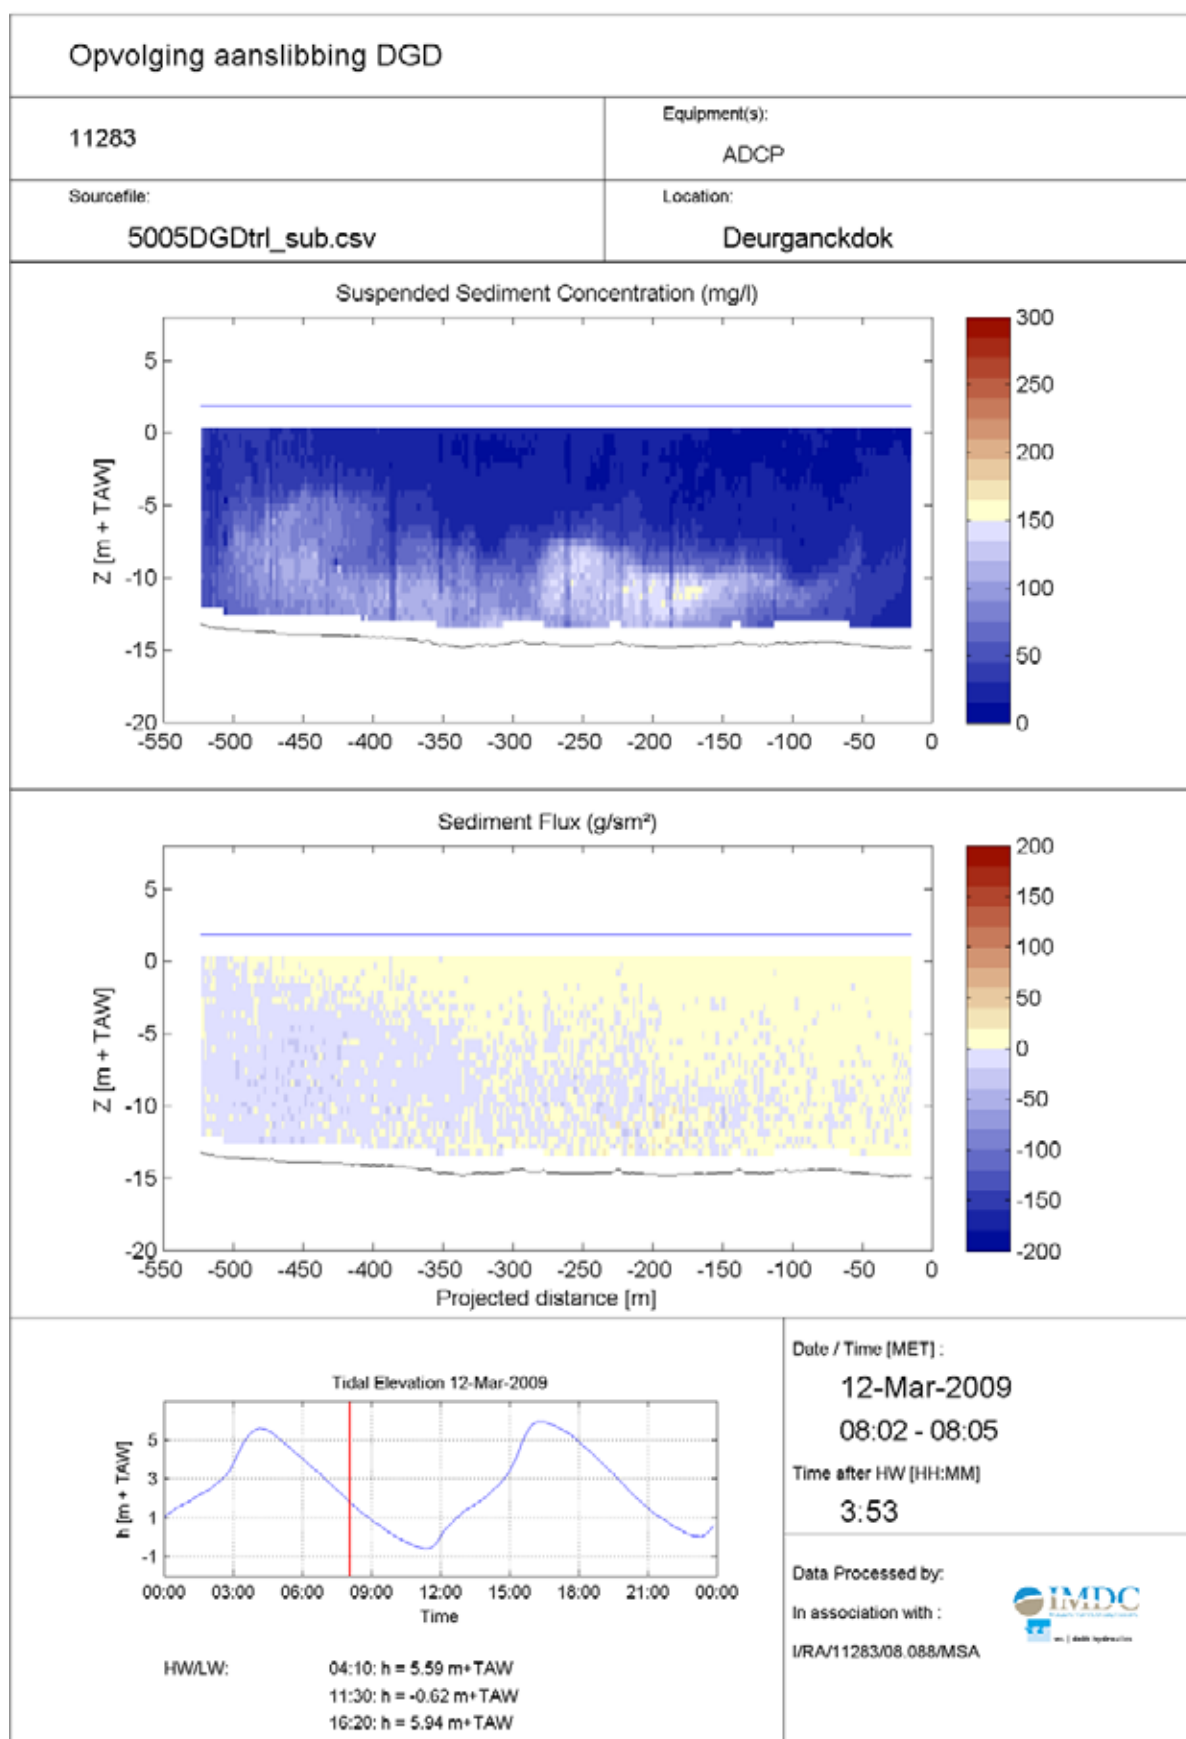 Opvolging aanslibbing DGD
11283
Equipment(s):
ADCP
Sourcefile:
5005DGDtrl_sub.csv
Location:
Deurganckdok
Suspended Sediment Concentration (mg/l)
Z [m + TAW]
5
0
-5
-10
-15
-20
-550 -500 -450 -400 -350 -300 -250 -200 -150 -100 -50 0
300
250
200
150
100
50
0
Sediment Flux (g/sm²)
Z [m + TAW]
5
0
-5
-10
-15
-20
-550 -500 -450 -400 -350 -300 -250 -200 -150 -100 -50 0
Projected distance [m]
200
150
100
50
0
-50
-100
-150
-200
Tidal Elevation 12-Mar-2009
h [m + TAW]
5
3
1
-1
00:00 03:00 06:00 09:00 12:00 15:00 18:00 21:00 00:00
Time
HW/LW:
04:10: h = 5.59 m+TAW
11:30: h = -0.62 m+TAW
16:20: h = 5.94 m+TAW
Date / Time [MET] :
12-Mar-2009
08:02 - 08:05
Time after HW [HH:MM]
3:53
Data Processed by:
In association with :
I/RA/11283/08.088/MSA
IMDC
wl | delft hydraulics